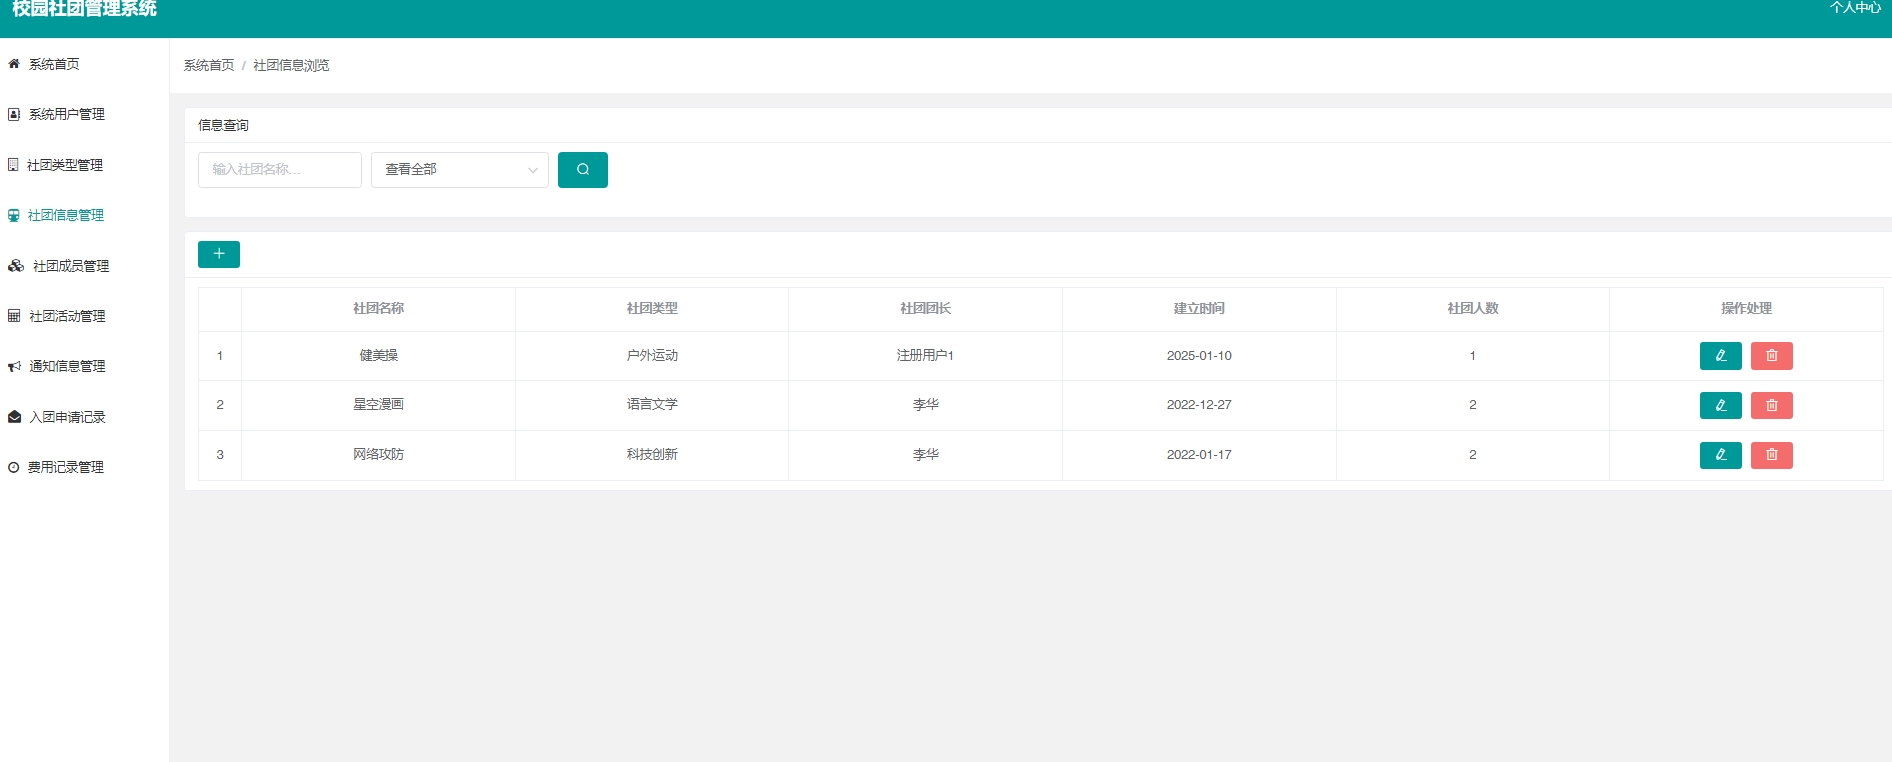 校园社团管理系统
个人中心
系统首页
系统用户管理
社团类型管理
社团信息管理
社团成员管理
社团活动管理
通知信息管理
入团申请记录
费用记录管理
系统首页 / 社团信息浏览
信息查询
输入社团名称… 查看全部
社团名称 社团类型 社团团长 建立时间 社团人数 操作处理
1 健美操 户外运动 注册用户1 2025-01-10 1
2 星空漫画 语言文学 李华 2022-12-27 2
3 网络攻防 科技创新 李华 2022-01-17 2